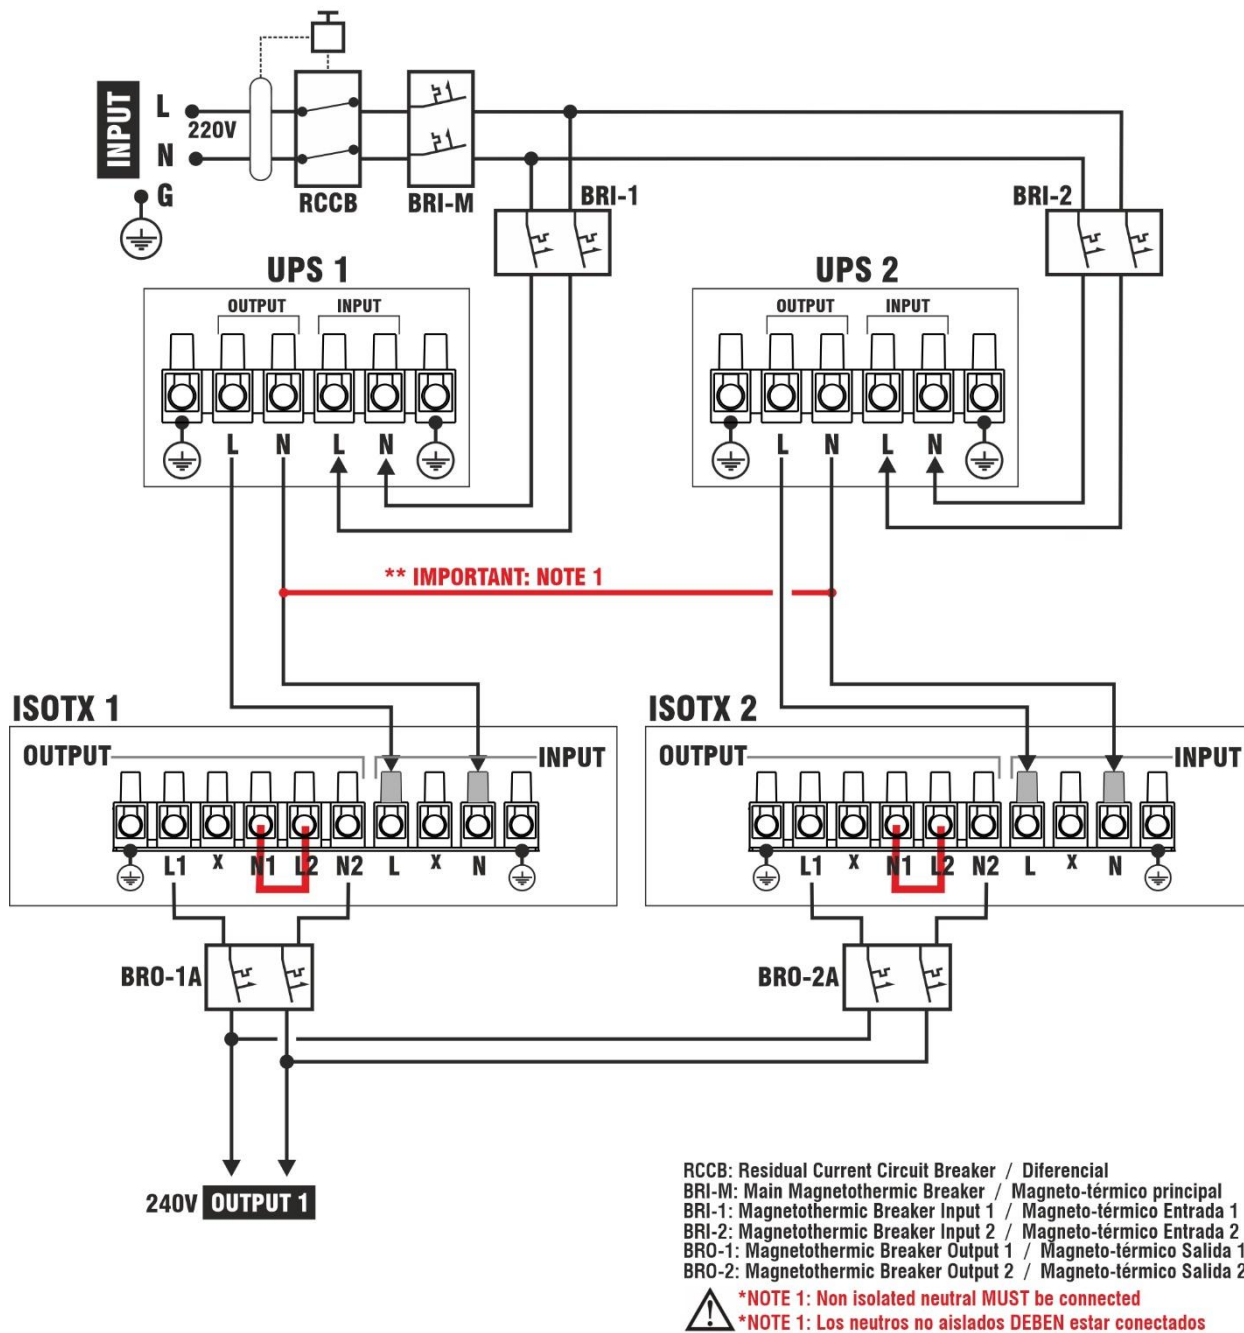 INPUT
L
220V
N
G
RCCB
BRI-M
BRI-1
BRI-2
UPS 1
OUTPUT INPUT
L N L N
UPS 2
OUTPUT INPUT
L N L N
** IMPORTANT: NOTE 1
ISOTX 1
OUTPUT INPUT
L1 X N1 L2 N2 L X N
ISOTX 2
OUTPUT INPUT
L1 X N1 L2 N2 L X N
BRO-1A
BRO-2A
240V OUTPUT 1
RCCB: Residual Current Circuit Breaker / Diferencial
BRI-M: Main Magnetothermic Breaker / Magneto-térmico principal
BRI-1: Magnetothermic Breaker Input 1 / Magneto-térmico Entrada 1
BRI-2: Magnetothermic Breaker Input 2 / Magneto-térmico Entrada 2
BRO-1: Magnetothermic Breaker Output 1 / Magneto-térmico Salida 1
BRO-2: Magnetothermic Breaker Output 2 / Magneto-térmico Salida 2
*NOTE 1: Non isolated neutral MUST be connected
*NOTE 1: Los neutros no aislados DEBEN estar conectados